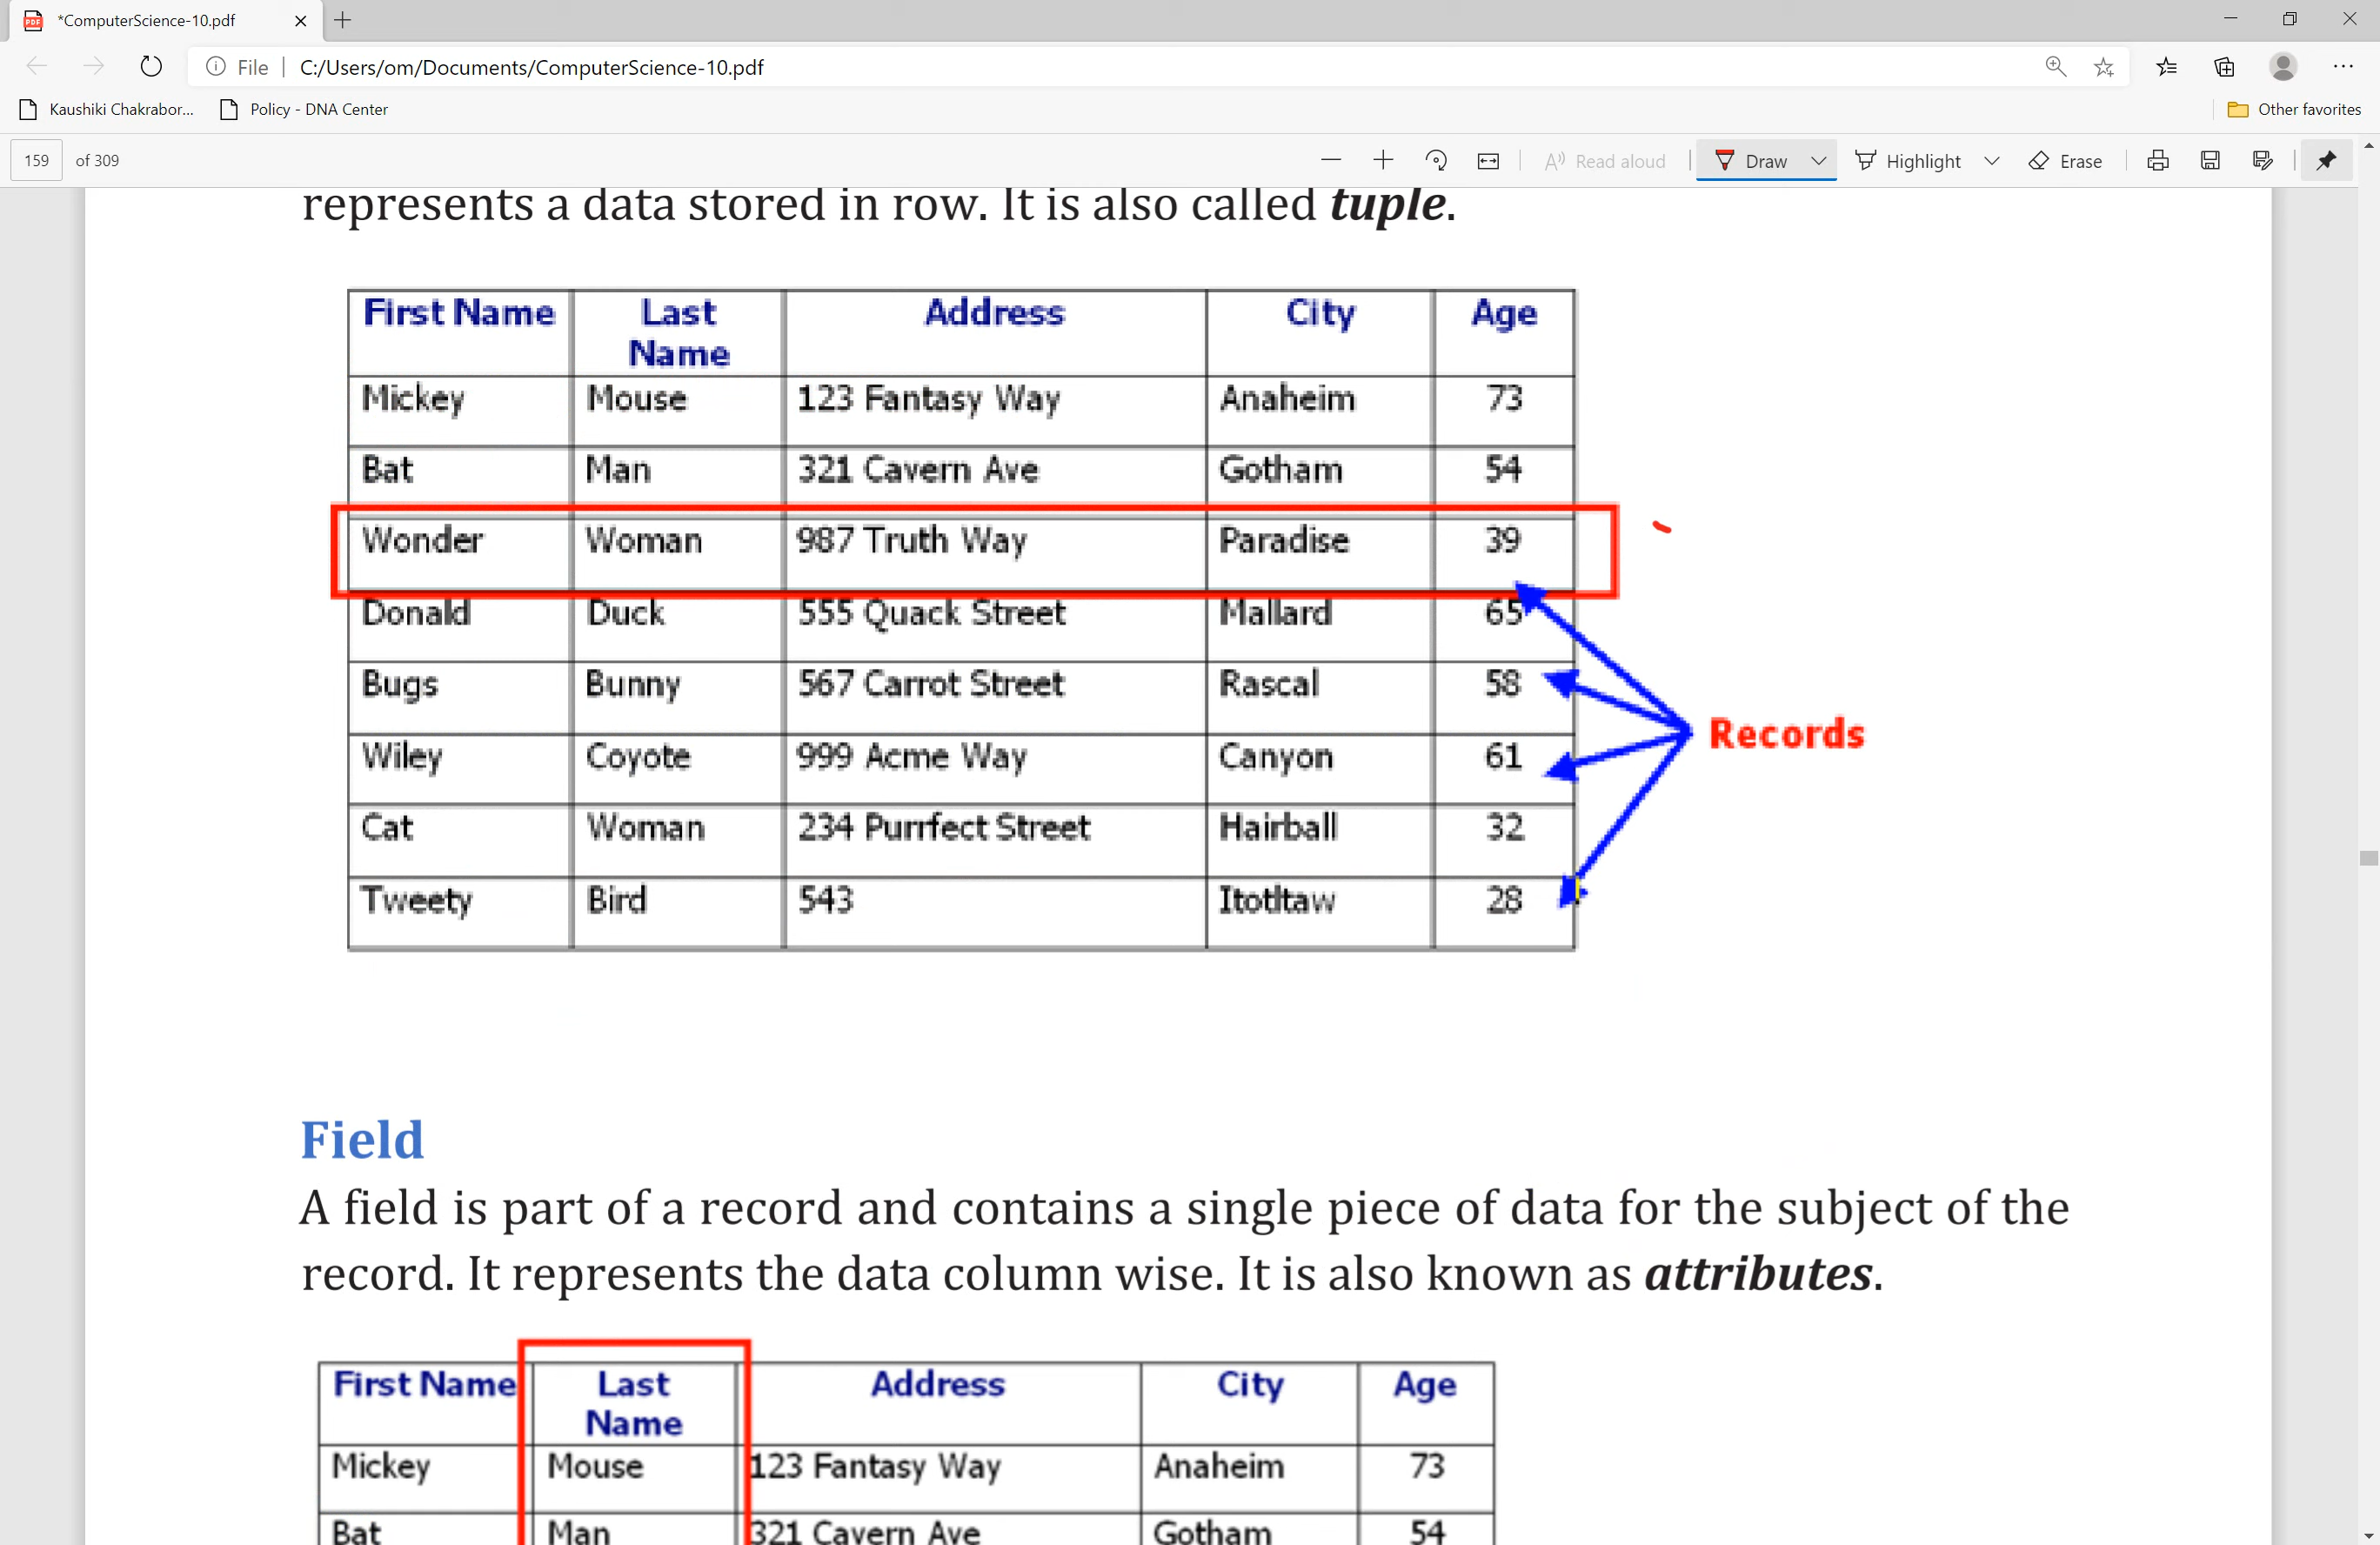 *ComputerScience-10.pdf
File | C:/Users/om/Documents/ComputerScience-10.pdf
Kaushiki Chakrabor... Policy - DNA Center Other favorites
159 of 309 Read aloud Draw Highlight Erase
represents a data stored in row. It is also called tuple.
First Name Last Name Address City Age
Mickey Mouse 123 Fantasy Way Anaheim 73
Bat Man 321 Cavern Ave Gotham 54
Wonder Woman 987 Truth Way Paradise 39
Donald Duck 555 Quack Street Mallard 65
Bugs Bunny 567 Carrot Street Rascal 58
Records
Wiley Coyote 999 Acme Way Canyon 61
Cat Woman 234 Purrfect Street Hairball 32
Tweety Bird 543 Itotltaw 28
Field
A field is part of a record and contains a single piece of data for the subject of the
record. It represents the data column wise. It is also known as attributes.
First Name Last Name Address City Age
Mickey Mouse 123 Fantasy Way Anaheim 73
Bat Man 321 Cavern Ave Gotham 54